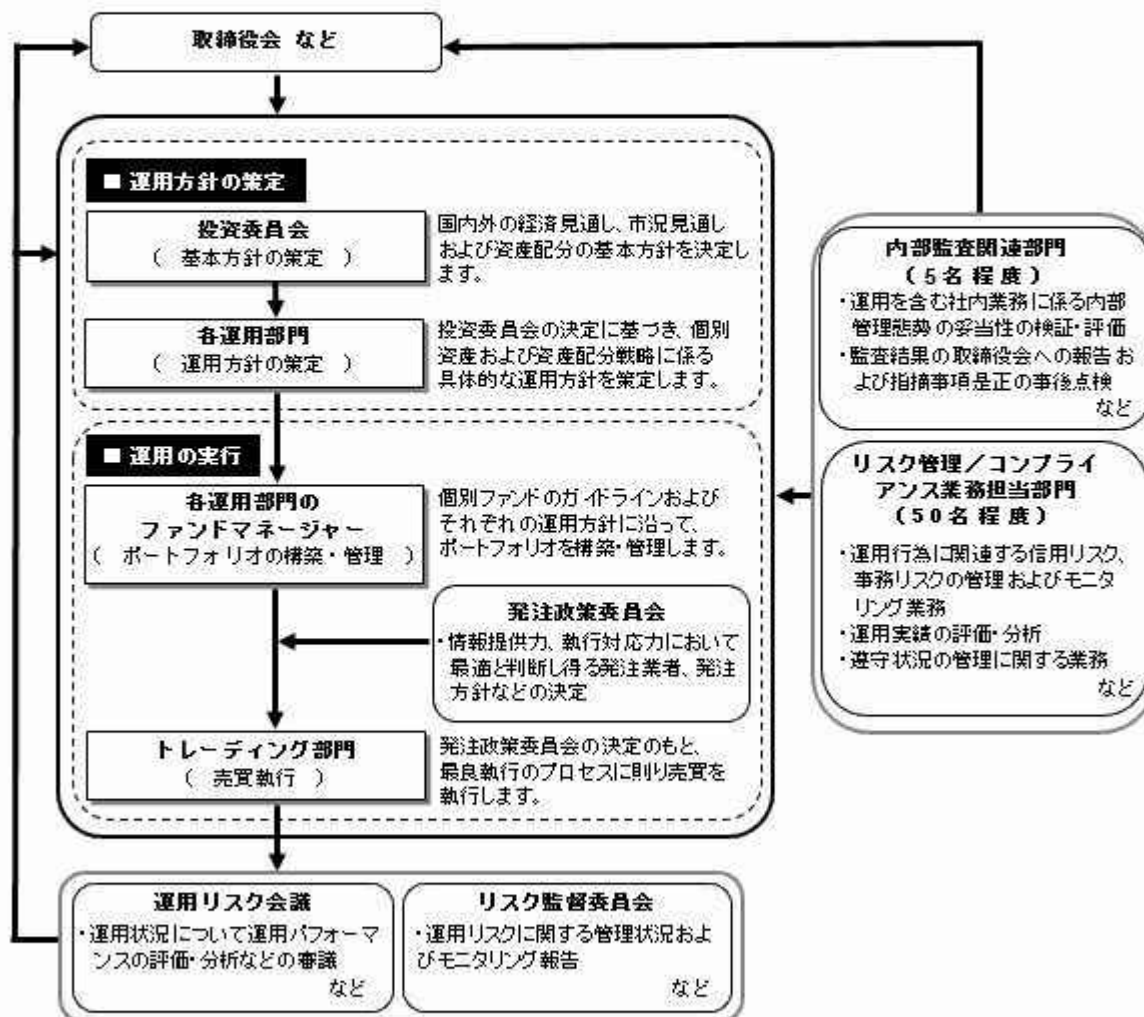 取締役会 など
■ 運用方針の策定
投資委員会
( 基本方針の策定 )
国内外の経済見通し、市況見通し
および資産配分の基本方針を決定し
ます。
各運用部門
( 運用方針の策定 )
投資委員会の決定に基づき、個別
資産および資産配分戦略に係る
具体的な運用方針を策定します。
■ 運用の実行
各運用部門の
ファンドマネージャー
( ポートフォリオの構築・管理 )
個別ファンドのガイドラインおよび
それぞれの運用方針に沿って、
ポートフォリオを構築・管理します。
発注政策委員会
・情報提供力、執行対応力において
最適と判断し得る発注業者、発注
方針などの決定
トレーディング部門
( 売買執行 )
発注政策委員会の決定のもと、
最良執行のプロセスに則り売買を
執行します。
運用リスク会議
・運用状況について運用パフォーマ
ンスの評価・分析などの審議
など
リスク監督委員会
・運用リスクに関する管理状況およ
びモニタリング報告
など
内部監査関連部門
(5名程度)
・運用を含む社内業務に係る内部
管理態勢の妥当性の検証・評価
・監査結果の取締役会への報告お
よび指摘事項是正の事後点検
など
リスク管理/コンプライ
アンス業務担当部門
(50名程度)
・運用行為に関連する信用リスク、
事務リスクの管理およびモニタ
リング業務
・運用実績の評価・分析
・遵守状況の管理に関する業務
など